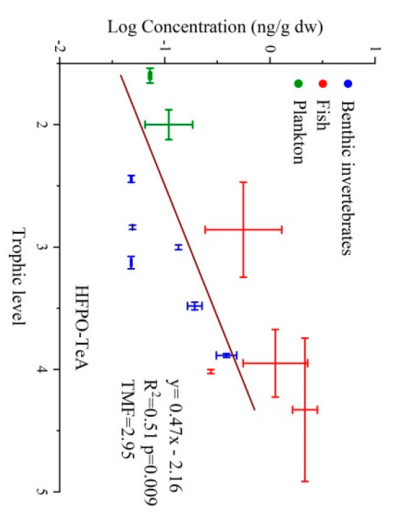 Log Concentration (ng/g dw)
-2
-1
0
1
Benthic invertebrates
Fish
Plankton
2
3
4
5
Trophic level
HFPO-TeA
y= 0.47x - 2.16
R²=0.51 p=0.009
TMF=2.95